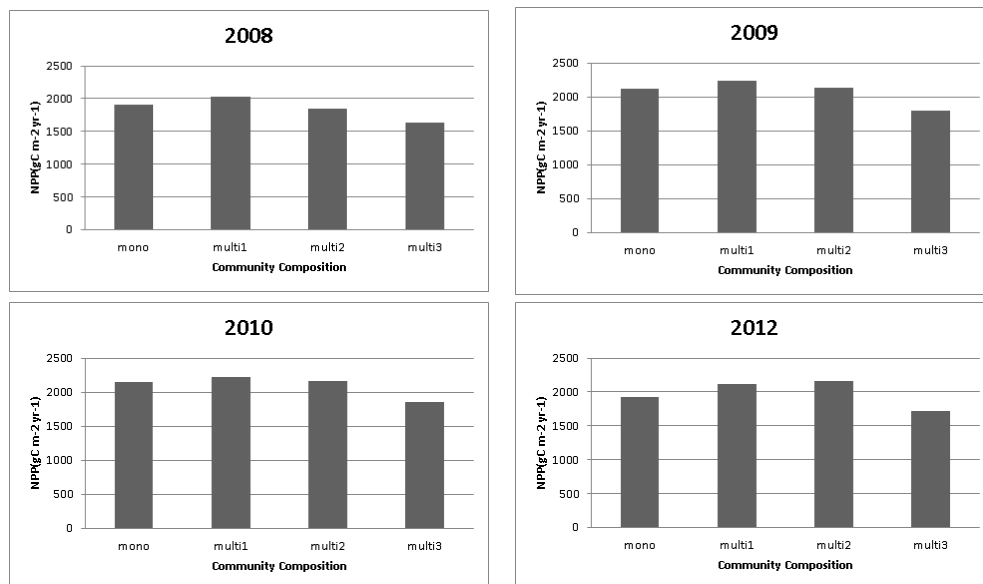 2008
NPP(gC m-2 yr-1)
2500
2000
1500
1000
500
0
mono multi1 multi2 multi3
Community Composition
2009
NPP(gC m-2 yr-1)
2500
2000
1500
1000
500
0
mono multi1 multi2 multi3
Community Composition
2010
NPP(gC m-2 yr-1)
2500
2000
1500
1000
500
0
mono multi1 multi2 multi3
Community Composition
2012
NPP(gC m-2 yr-1)
2500
2000
1500
1000
500
0
mono multi1 multi2 multi3
Community Composition